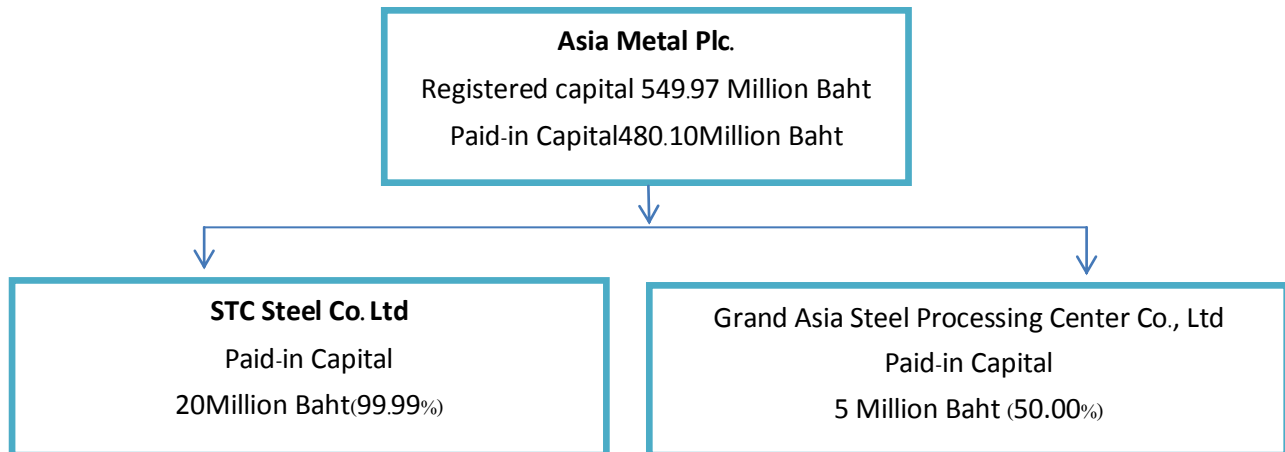 Asia Metal Plc.
Registered capital 549.97 Million Baht
Paid-in Capital480.10Million Baht
STC Steel Co. Ltd
Paid-in Capital
20Million Baht(99.99%)
Grand Asia Steel Processing Center Co., Ltd
Paid-in Capital
5 Million Baht (50.00%)